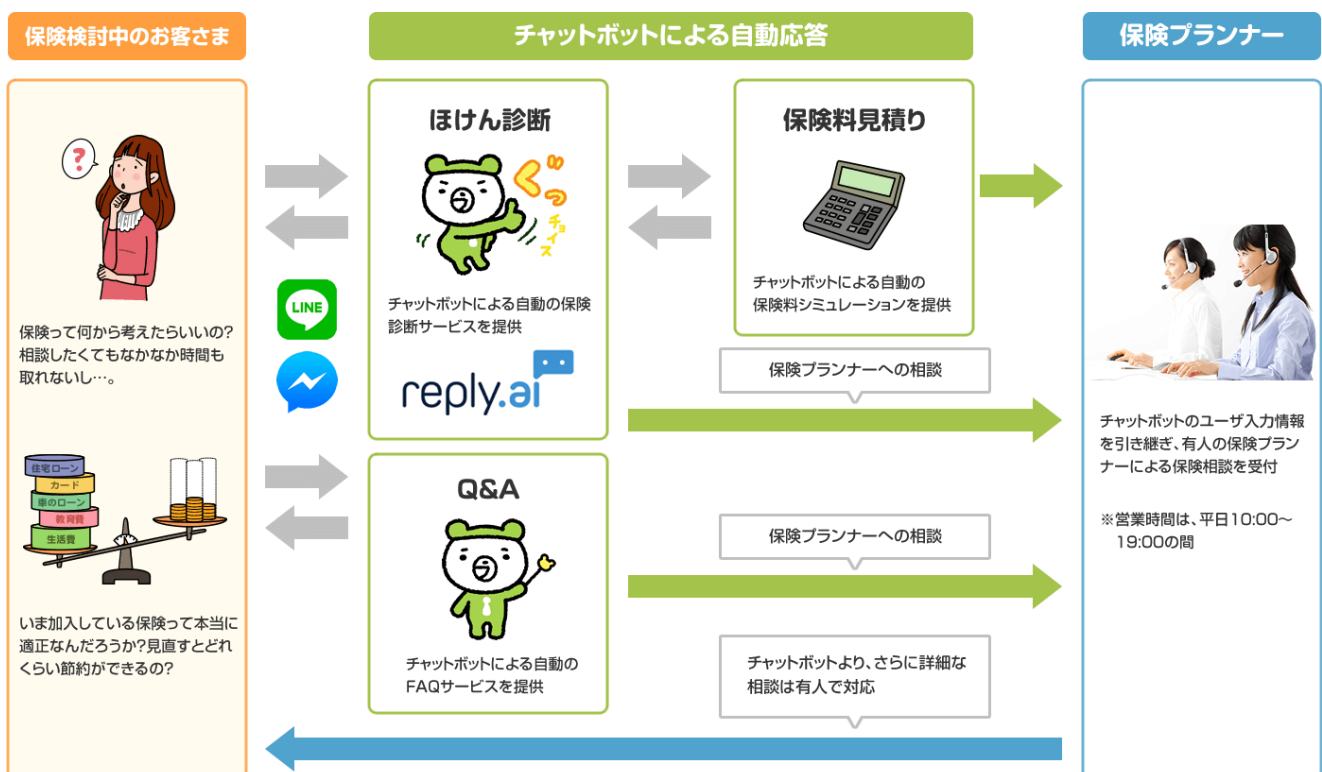 保険検討中のお客さま
チャットボットによる自動応答
保険プランナー
?
保険って何から考えたらいいの?
相談したくてもなかなか時間も
取れないし…。
住宅ローン
カード
車のローン
教育費
生活費
いま加入している保険って本当に
適正なんだろうか?見直すとどれ
くらい節約ができるの?
LINE
ほけん診断
ぐっ
チョイス
チャットボットによる自動の保険
診断サービスを提供
reply.ai
保険料見積り
チャットボットによる自動の
保険料シミュレーションを提供
保険プランナーへの相談
Q&A
チャットボットによる自動の
FAQサービスを提供
保険プランナーへの相談
チャットボットより、さらに詳細な
相談は有人で対応
チャットボットのユーザ入力情報
を引き継ぎ、有人の保険プラン
ナーによる保険相談を受付
※営業時間は、平日10:00〜
19:00の間